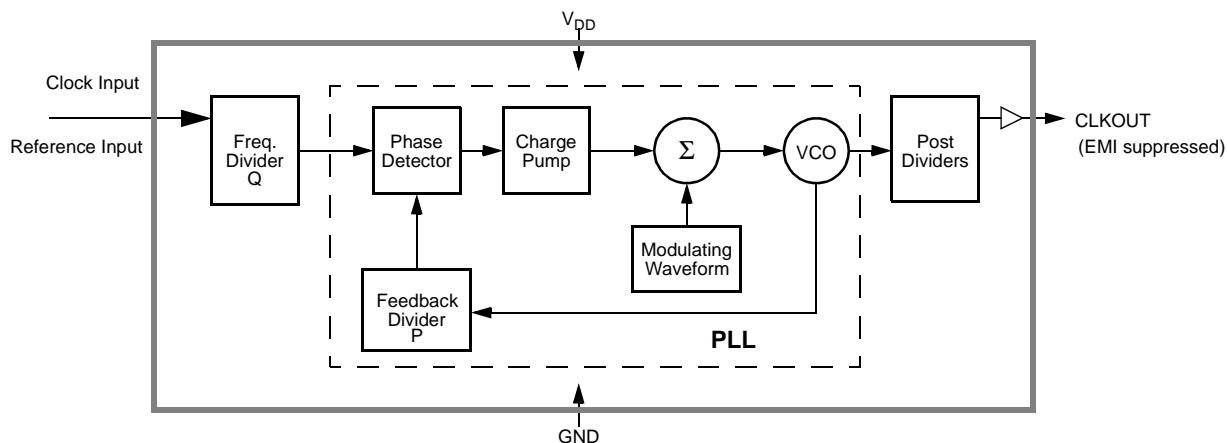 V_DD
Clock Input
Reference Input
Freq.
Divider
Q
Phase
Detector
Charge
Pump
Σ
VCO
Post
Dividers
CLKOUT
(EMI suppressed)
Modulating
Waveform
Feedback
Divider
P
PLL
GND